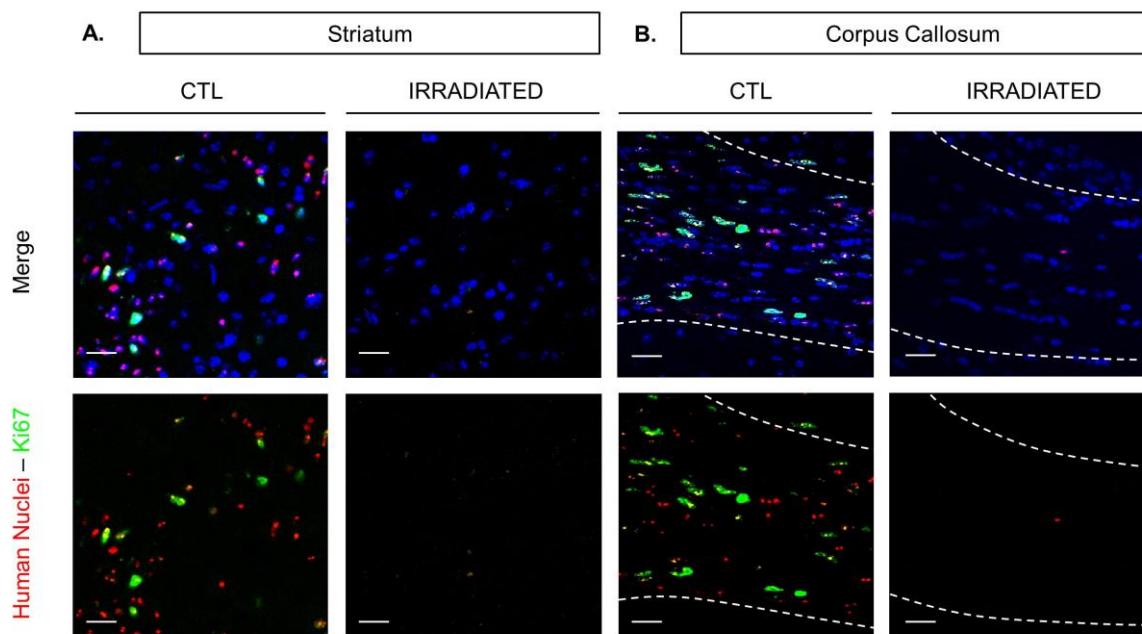 A. Striatum B. Corpus Callosum
CTL IRRADIATED CTL IRRADIATED
Merge
Human Nuclei – Ki67